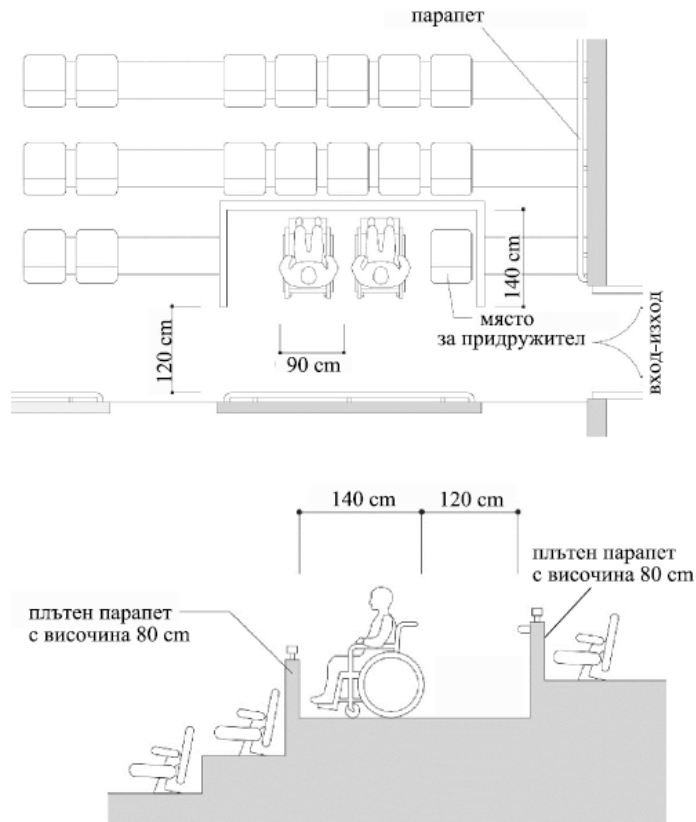 парапет
140 cm
120 cm
място
за придружител
90 cm
вход-изход
140 cm
120 cm
плътен парапет
с височина 80 cm
плътен парапет
с височина 80 cm